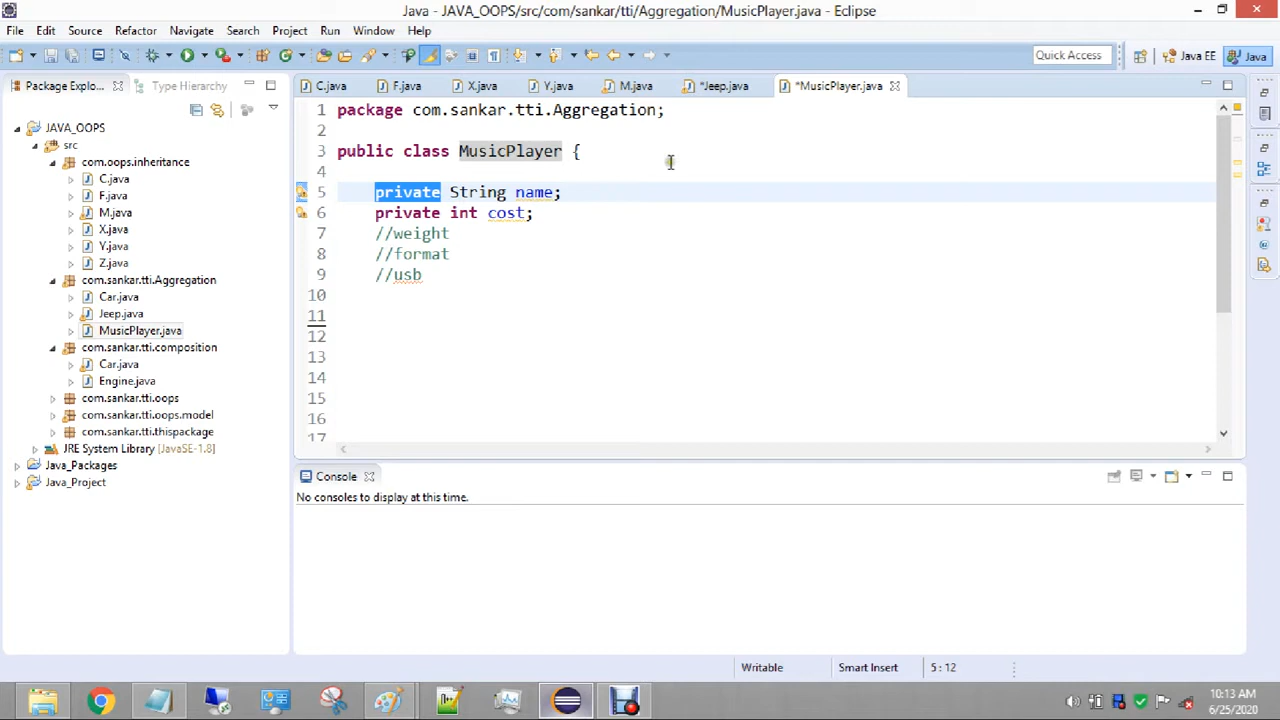 Java - JAVA_OOPS/src/com/sankar/tti/Aggregation/MusicPlayer.java - Eclipse
File Edit Source Refactor Navigate Search Project Run Window Help
Quick Access Java EE Java
Package Explo... Type Hierarchy
C.java F.java X.java Y.java M.java *Jeep.java *MusicPlayer.java
JAVA_OOPS
src
com.oops.inheritance
C.java
F.java
M.java
X.java
Y.java
Z.java
com.sankar.tti.Aggregation
Car.java
Jeep.java
MusicPlayer.java
com.sankar.tti.composition
Car.java
Engine.java
com.sankar.tti.oops
com.sankar.tti.oops.model
com.sankar.tti.thispackage
JRE System Library [JavaSE-1.8]
Java_Packages
Java_Project
1 package com.sankar.tti.Aggregation;
2
3 public class MusicPlayer {
4
5 private String name;
6 private int cost;
7 //weight
8 //format
9 //usb
10
11
12
13
14
15
16
17
Console
No consoles to display at this time.
Writable Smart Insert 5 : 12
10:13 AM
6/25/2020